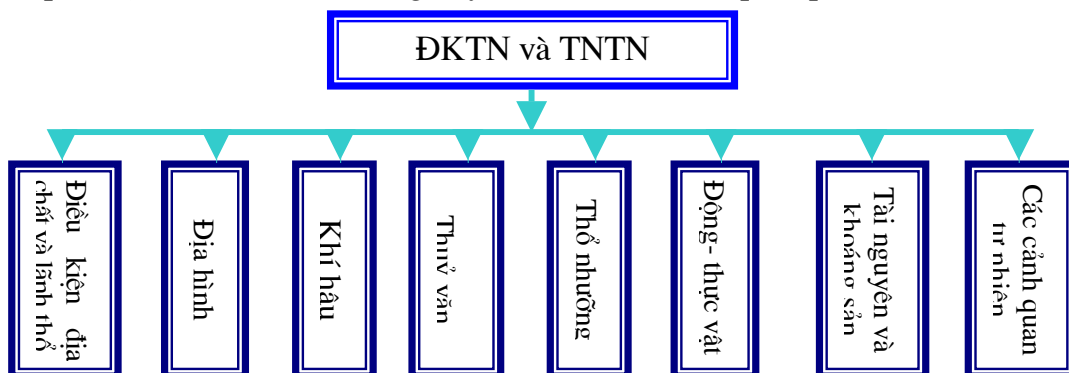 ĐKTN và TNTN
Điều kiện địa
chất và lãnh thổ
Địa hình
Khí hâu
Thuỷ văn
Thổ nhưỡng
Động- thực vật
Tài nguyên và
khoáng sản
Các cảnh quan
tự nhiên